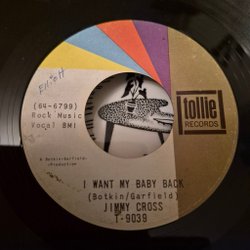 (64-6799)
Rock Music
Vocal BMI
tollie
RECORDS
A Botkin/Garfield
Production
I WANT MY BABY BACK
(Botkin/Garfield)
JIMMY CROSS
T-9039